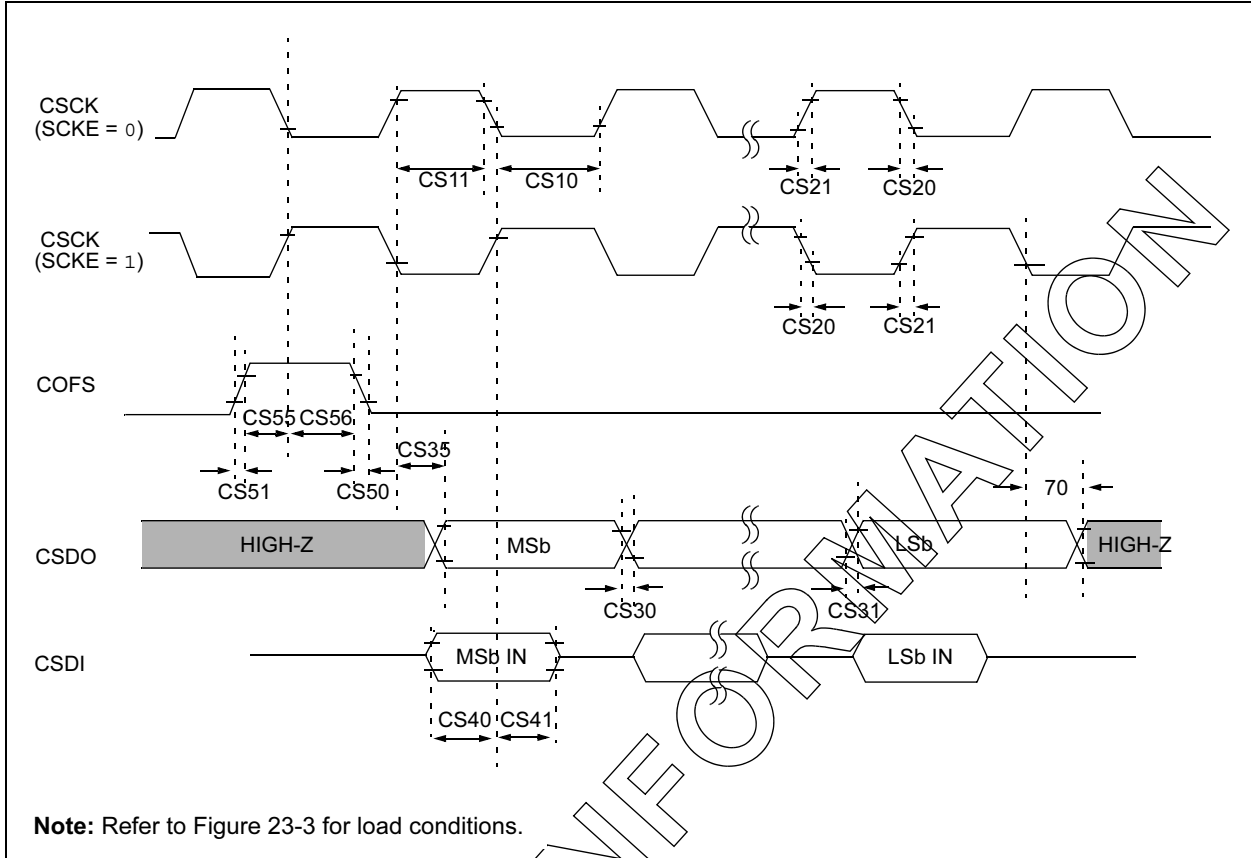 CSCK
(SCKE = 0)
CS11
CS10
CS21
CS20
CSCK
(SCKE = 1)
CS20
CS21
COFS
CS55
CS56
CS35
CS51
CS50
70
CSDO
HIGH-Z
MSb
LSb
HIGH-Z
CS30
CS31
CSDI
MSb IN
LSb IN
CS40
CS41
Note: Refer to Figure 23-3 for load conditions.
NFORMATION